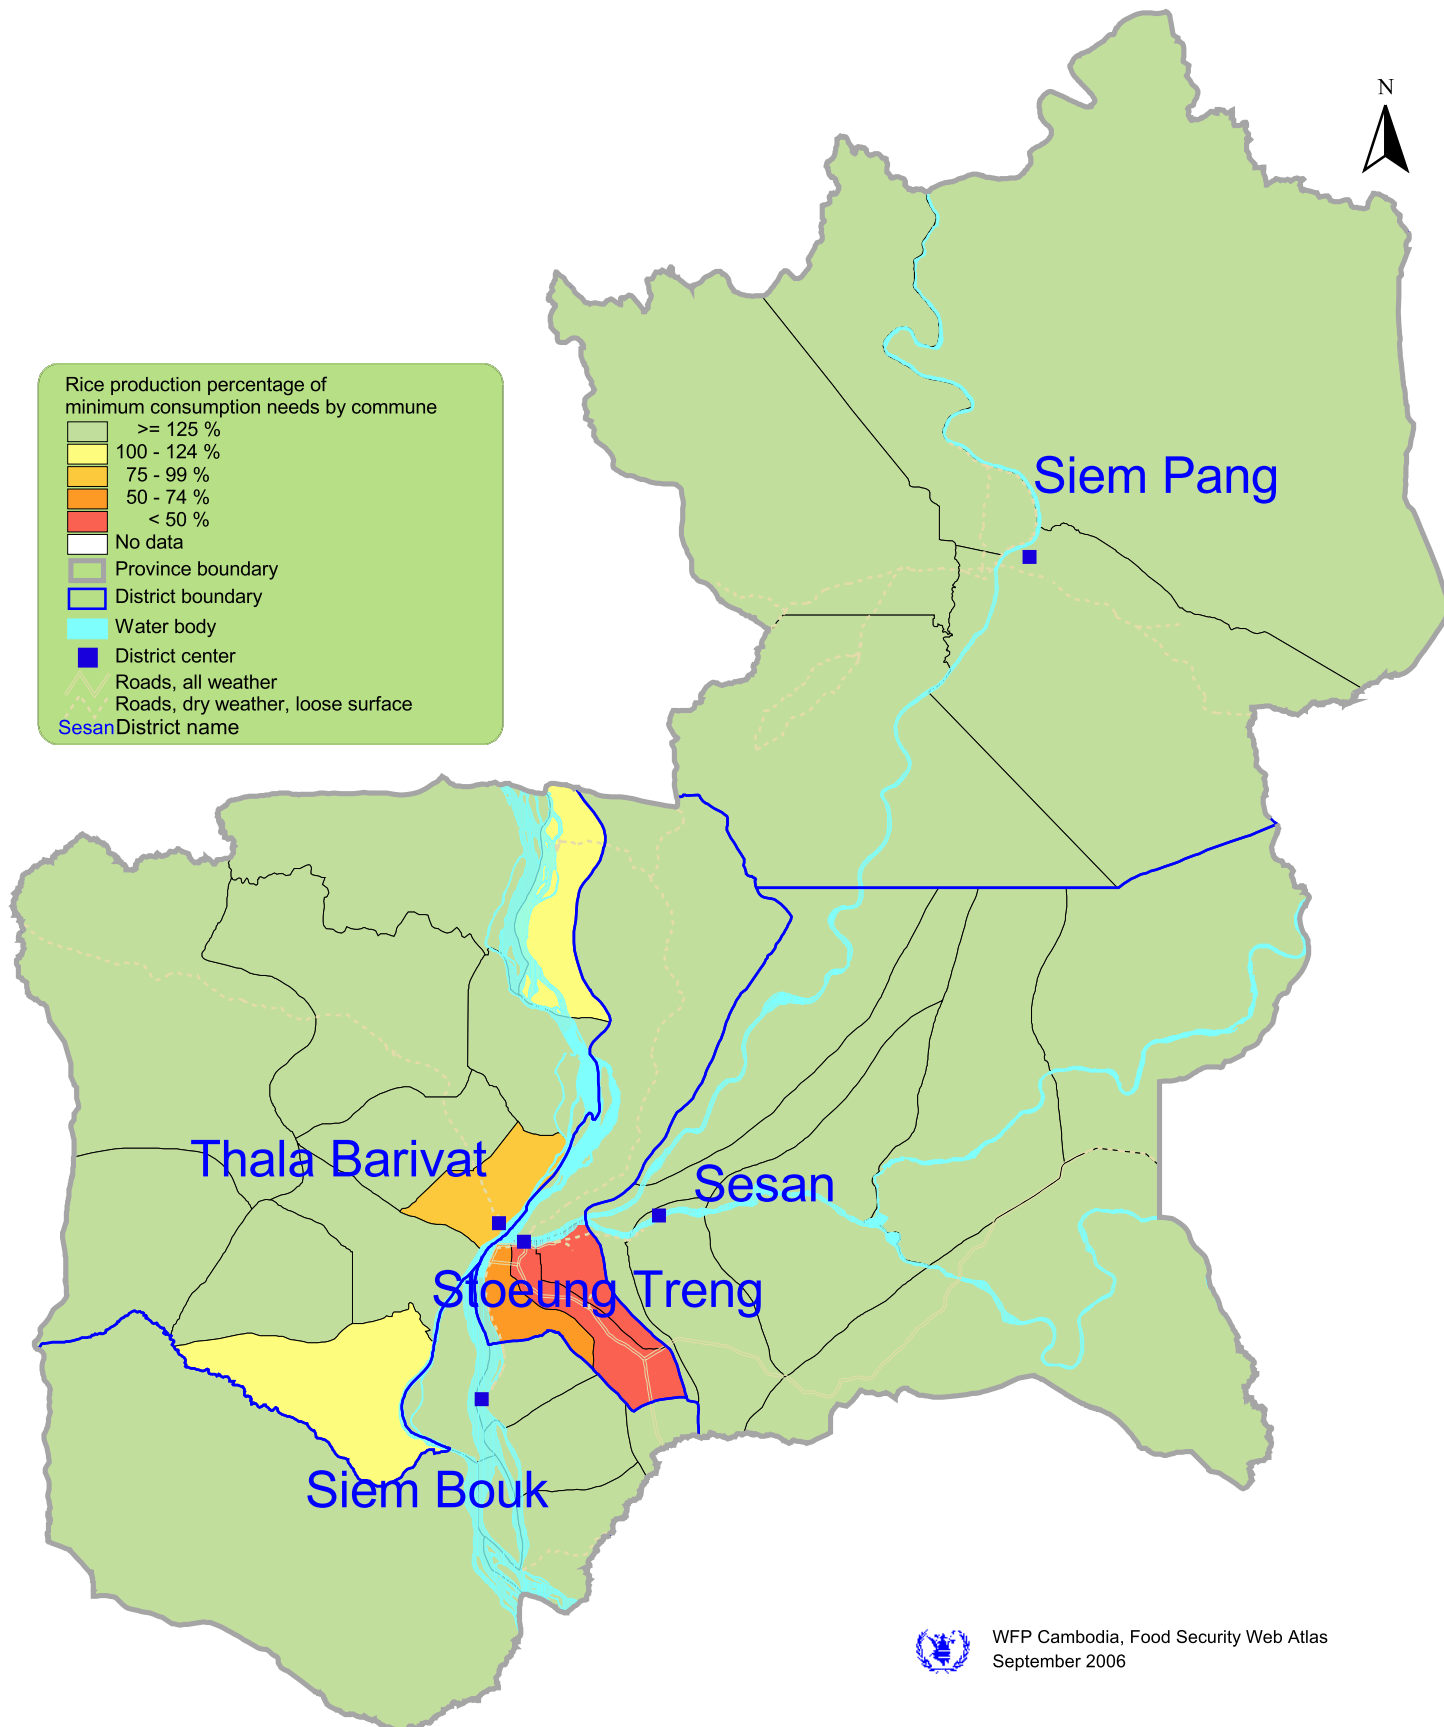 N
Siem Pang
Rice production percentage of
minimum consumption needs by commune
>= 125 %
100 - 124 %
75 - 99 %
50 - 74 %
< 50 %
No data
Province boundary
District boundary
Water body
District center
Roads, all weather
Roads, dry weather, loose surface
Sesan District name
Thala Barivat
Sesan
Stoeung Treng
Siem Bouk
WFP Cambodia, Food Security Web Atlas
September 2006